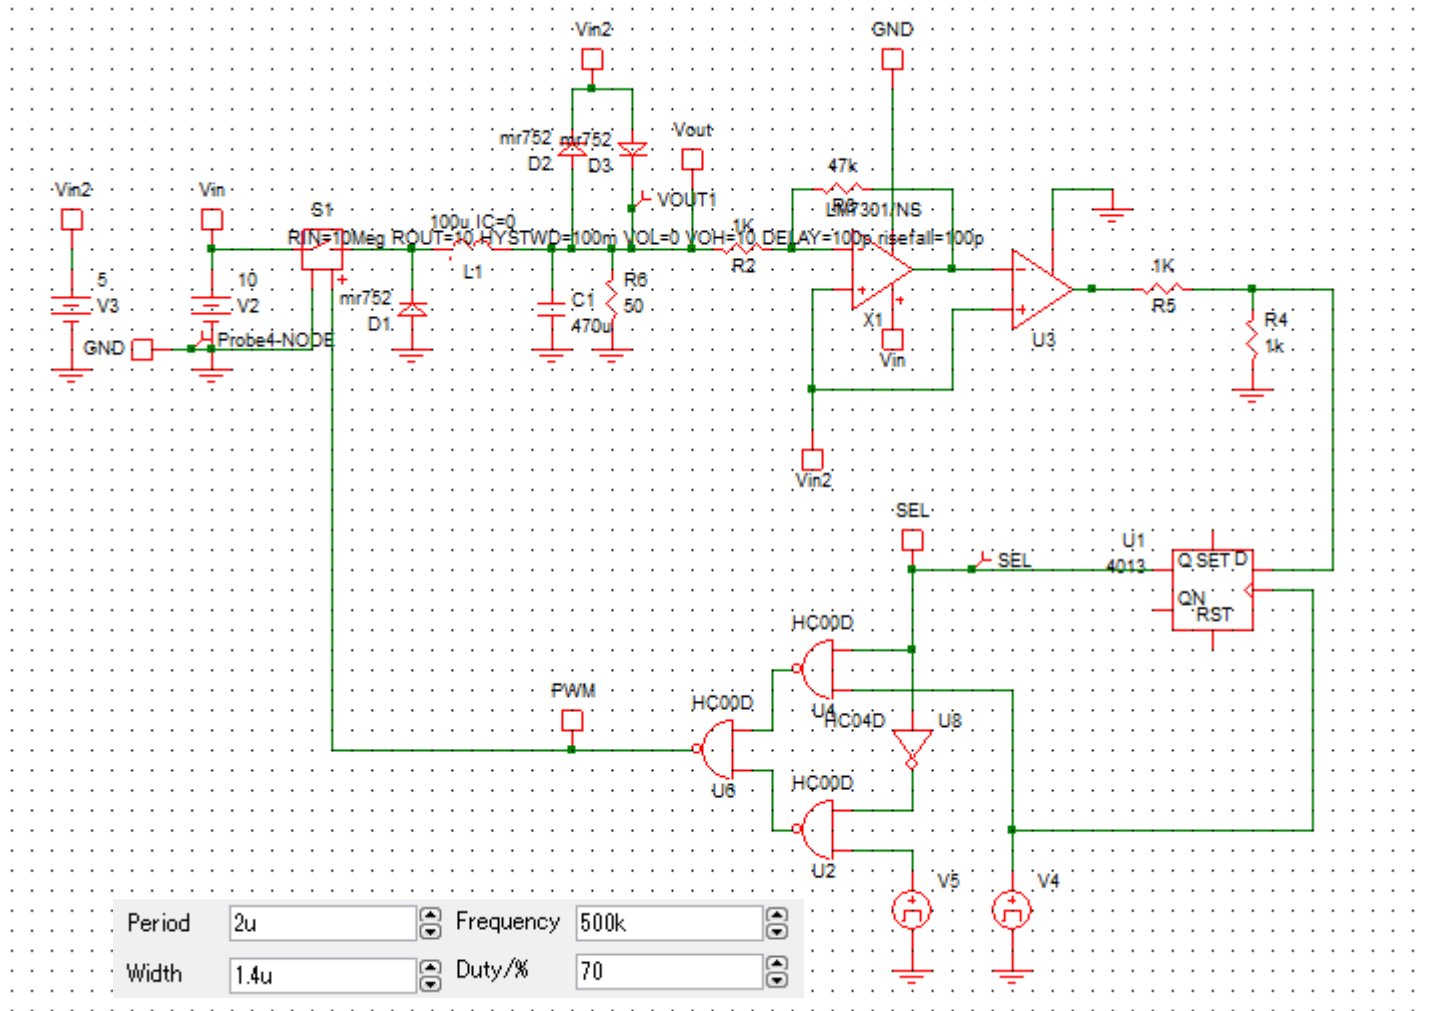 Vin2
GND
mr752
mr752
D2
D3
Vout
Vin2
Vin
S1
VOUT1
47k
R3
LM7301/NS
100u IC=0
1K
RIN=10Meg ROUT=10 HYSTWD=100m VOL=0 VOH=10 DELAY=100p risefall=100p
L1
R2
1K
5
V3
10
V2
mr752
D1
C1
470u
R6
50
X1
Vin
U3
R5
R4
1k
GND
Probe4-NODE
Vin2
SEL
SEL
U1
4013
Q SET D
QN
RST
HC00D
U4
HC04D
U8
PWM
HC00D
U6
HC00D
U2
V5
V4
Period
2u
Frequency
500k
Width
1.4u
Duty/%
70